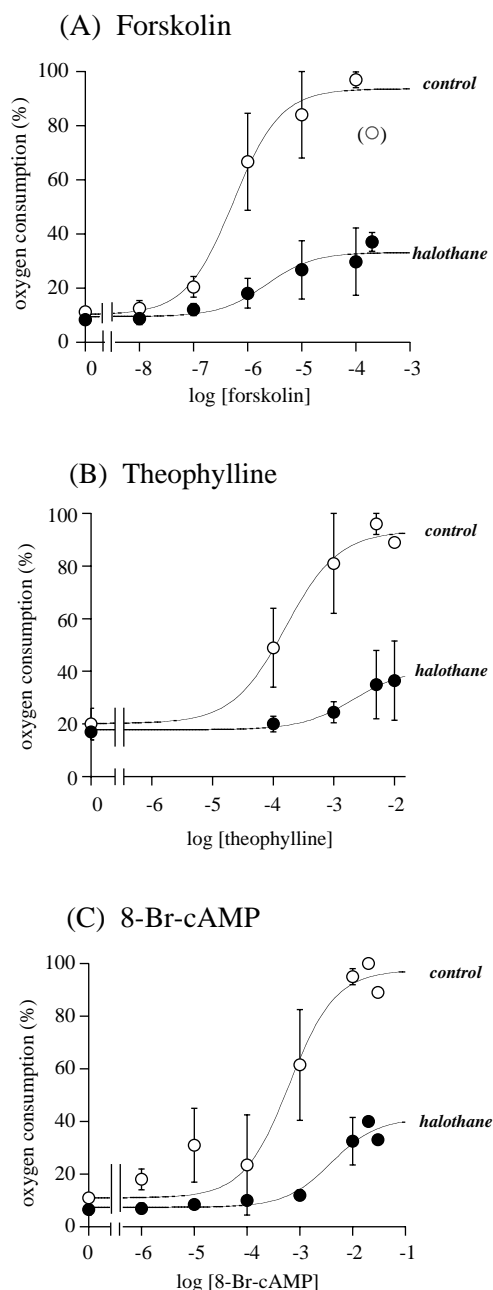 (A) Forskolin
100
80
60
40
20
0
oxygen consumption (%)
control
(○)
halothane
0 -8 -7 -6 -5 -4 -3
log [forskolin]
(B) Theophylline
100
80
60
40
20
0
oxygen consumption (%)
control
halothane
0 -6 -5 -4 -3 -2
log [theophylline]
(C) 8-Br-cAMP
100
80
60
40
20
0
oxygen consumption (%)
control
halothane
0 -6 -5 -4 -3 -2 -1
log [8-Br-cAMP]